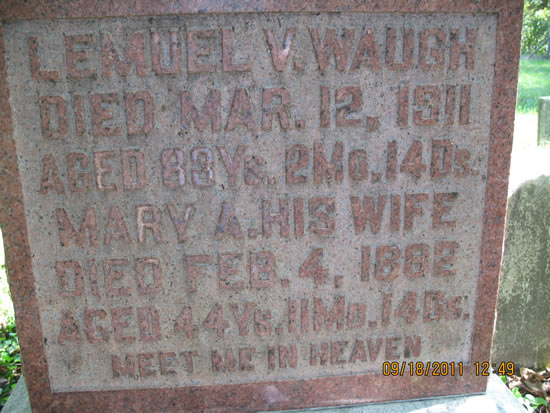 LEMUEL V. WAUGH
DIED MAR. 12, 1911
AGED 83Ys. 2Mo. 14Ds.
MARY A. HIS WIFE
DIED FEB. 4, 1882
AGED 44Ys. 11Mo. 14Ds.
MEET ME IN HEAVEN
09/18/2011 12:49